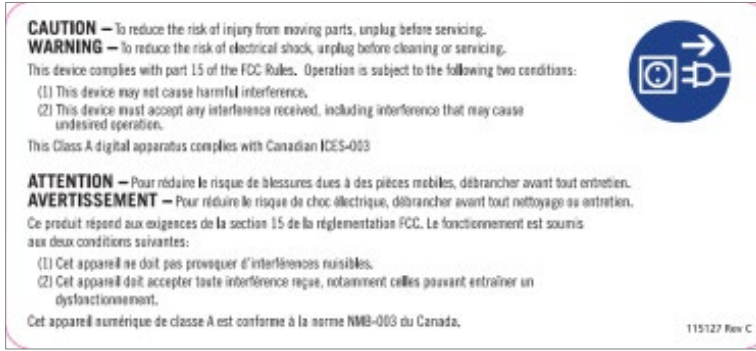 CAUTION – To reduce the risk of injury from moving parts, unplug before servicing.
WARNING – To reduce the risk of electrical shock, unplug before cleaning or servicing.
This device complies with part 15 of the FCC Rules. Operation is subject to the following two conditions:
(1) This device may not cause harmful interference.
(2) This device must accept any interference received, including interference that may cause
undesired operation.
This Class A digital apparatus complies with Canadian ICES-003
ATTENTION – Pour réduire le risque de blessures dues à des pièces mobiles, débrancher avant tout entretien.
AVERTISSEMENT – Pour réduire le risque de choc électrique, débrancher avant tout nettoyage ou entretien.
Ce produit répond aux exigences de la section 15 de la réglementation FCC. Le fonctionnement est soumis
aux deux conditions suivantes:
(1) Cet appareil ne doit pas provoquer d'interférences nuisibles.
(2) Cet appareil doit accepter toute interférence reçue, notamment celles pouvant entraîner un
dysfonctionnement.
Cet appareil numérique de classe A est conforme à la norme NMB-003 du Canada.
115127 Rev C